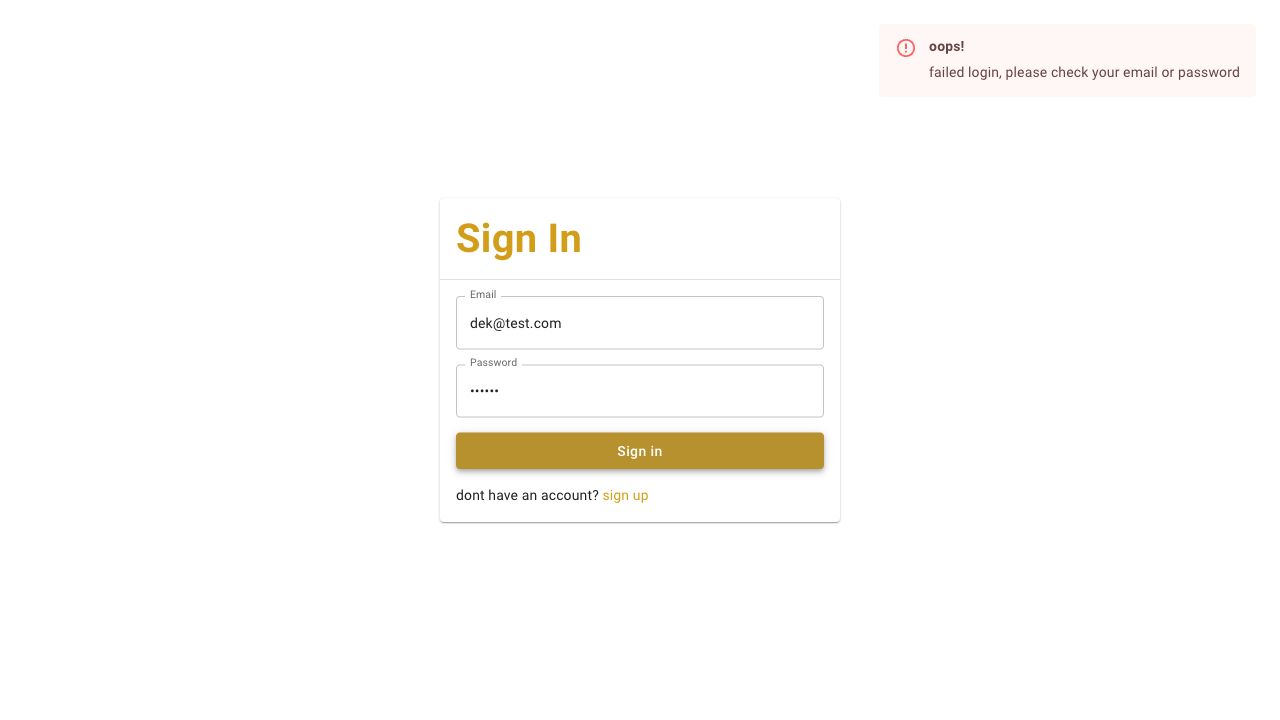 oops!
failed login, please check your email or password
Sign In
Email
dek@test.com
Password
••••••
Sign in
dont have an account? sign up